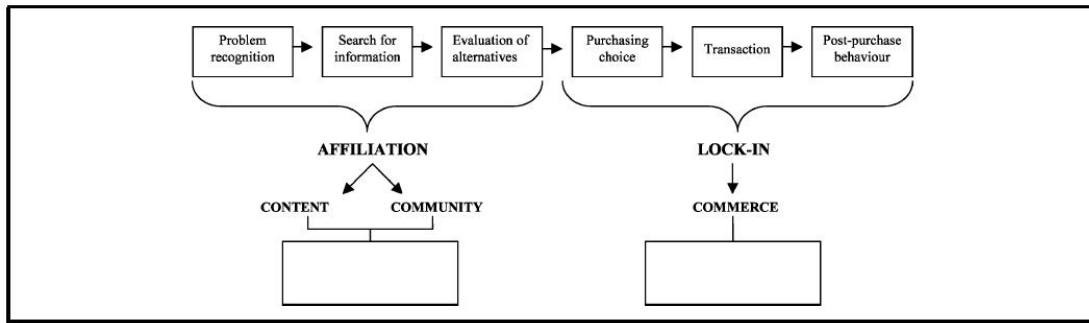 Problem
recognition
Search for
information
Evaluation of
alternatives
Purchasing
choice
Transaction
Post-purchase
behaviour
AFFILIATION
LOCK-IN
CONTENT
COMMUNITY
COMMERCE